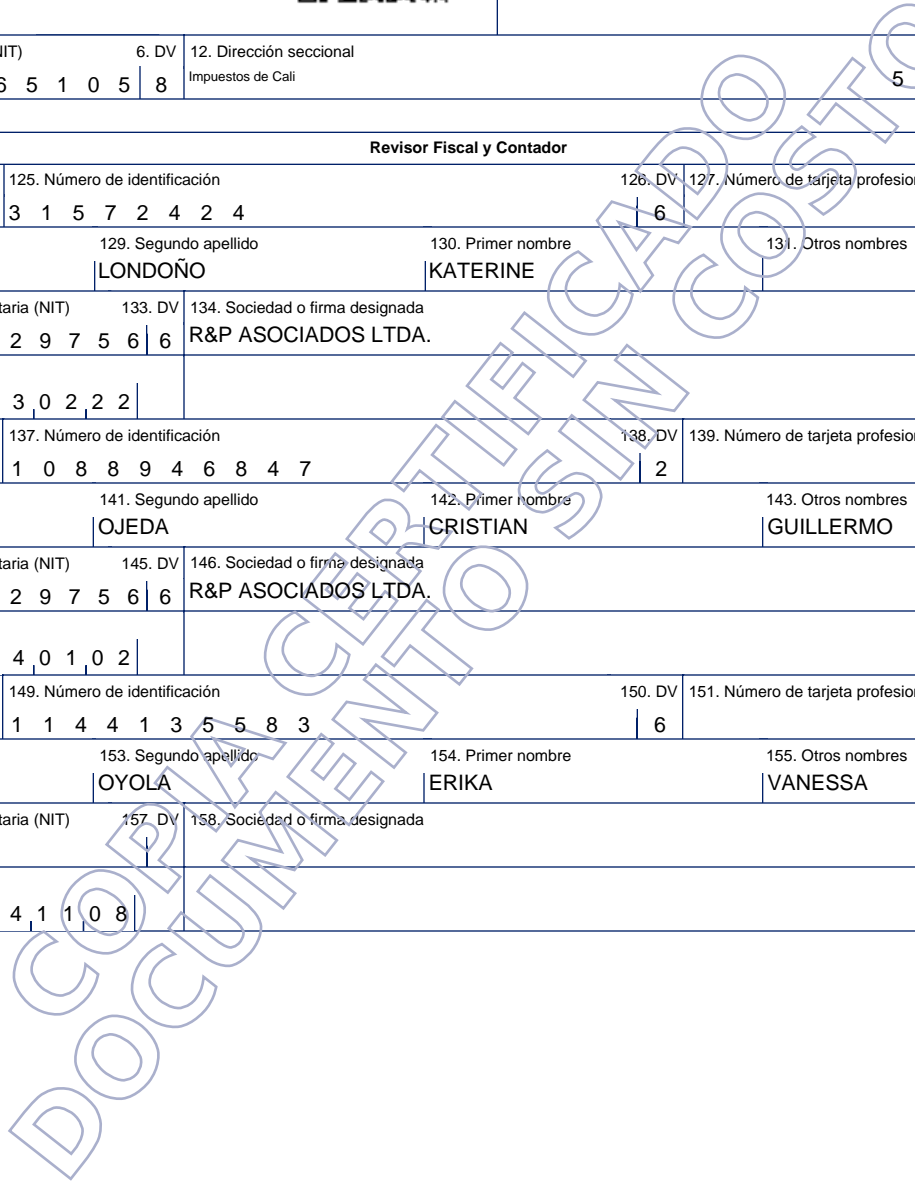 NIT) 6. DV 12. Dirección seccional
6 5 1 0 5 8 Impuestos de Cali 5
Revisor Fiscal y Contador
125. Número de identificación 126. DV 127. Número de tarjeta profesion
3 1 5 7 2 4 2 4 6
129. Segundo apellido 130. Primer nombre 131. Otros nombres
LONDOÑO KATERINE
taria (NIT) 133. DV 134. Sociedad o firma designada
2 9 7 5 6 6 R&P ASOCIADOS LTDA.
3 0 2 2 2
137. Número de identificación 138. DV 139. Número de tarjeta profesion
1 0 8 8 9 4 6 8 4 7 2
141. Segundo apellido 142. Primer nombre 143. Otros nombres
OJEDA CRISTIAN GUILLERMO
taria (NIT) 145. DV 146. Sociedad o firma designada
2 9 7 5 6 6 R&P ASOCIADOS LTDA.
4 0 1 0 2
149. Número de identificación 150. DV 151. Número de tarjeta profesion
1 1 4 4 1 3 5 5 8 3 6
153. Segundo apellido 154. Primer nombre 155. Otros nombres
OYOLA ERIKA VANESSA
taria (NIT) 157. DV 158. Sociedad o firma designada
4 1 1 0 8
COPIA CERTIFICADO
DOCUMENTO SIN COSTO